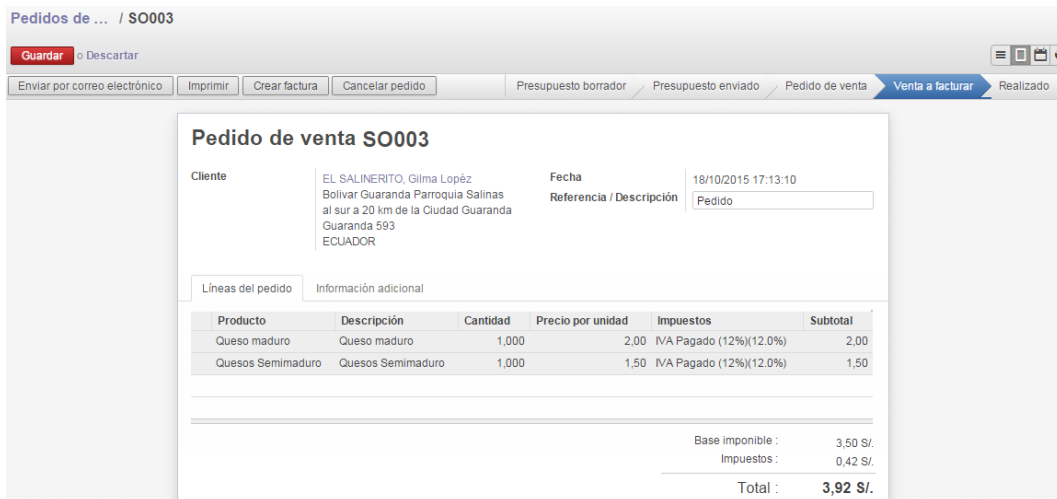 Pedidos de ... / SO003
Guardar o Descartar
Enviar por correo electrónico Imprimir Crear factura Cancelar pedido Presupuesto borrador Presupuesto enviado Pedido de venta Venta a facturar Realizado
Pedido de venta SO003
Cliente
EL SALINERITO, Gilma Lopéz
Bolivar Guaranda Parroquia Salinas
al sur a 20 km de la Ciudad Guaranda
Guaranda 593
ECUADOR
Fecha 18/10/2015 17:13:10
Referencia / Descripción Pedido
Líneas del pedido Información adicional
Producto Descripción Cantidad Precio por unidad Impuestos Subtotal
Queso maduro Queso maduro 1,000 2,00 IVA Pagado (12%)(12.0%) 2,00
Quesos Semimaduro Quesos Semimaduro 1,000 1,50 IVA Pagado (12%)(12.0%) 1,50
Base imponible : 3,50 S/.
Impuestos : 0,42 S/.
Total : 3,92 S/.